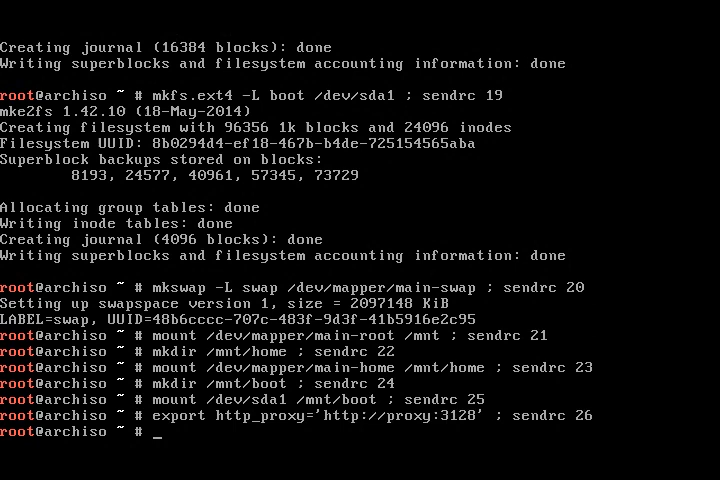 Creating journal (16384 blocks): done
Writing superblocks and filesystem accounting information: done
root@archiso ~ # mkfs.ext4 -L boot /dev/sda1 ; sendrc 19
mke2fs 1.42.10 (18-May-2014)
Creating filesystem with 96356 1k blocks and 24096 inodes
Filesystem UUID: 8b0294d4-ef18-467b-b4de-725154565aba
Superblock backups stored on blocks:
        8193, 24577, 40961, 57345, 73729
Allocating group tables: done
Writing inode tables: done
Creating journal (4096 blocks): done
Writing superblocks and filesystem accounting information: done
root@archiso ~ # mkswap -L swap /dev/mapper/main-swap ; sendrc 20
Setting up swapspace version 1, size = 2097148 KiB
LABEL=swap, UUID=48b6cccc-707c-483f-9d3f-41b5916e2c95
root@archiso ~ # mount /dev/mapper/main-root /mnt ; sendrc 21
root@archiso ~ # mkdir /mnt/home ; sendrc 22
root@archiso ~ # mount /dev/mapper/main-home /mnt/home ; sendrc 23
root@archiso ~ # mkdir /mnt/boot ; sendrc 24
root@archiso ~ # mount /dev/sda1 /mnt/boot ; sendrc 25
root@archiso ~ # export http_proxy='http://proxy:3128' ; sendrc 26
root@archiso ~ # _